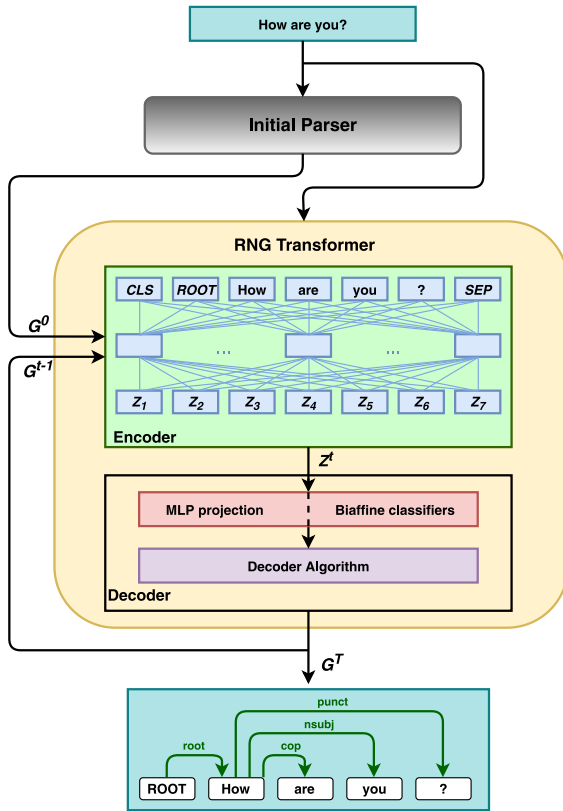 How are you?
Initial Parser
RNG Transformer
CLS ROOT How are you ? SEP
G⁰
... ...
Gᵗ⁻¹
Z₁ Z₂ Z₃ Z₄ Z₅ Z₆ Z₇
Encoder
Zᵗ
MLP projection Biaffine classifiers
Decoder Algorithm
Decoder
Gᵀ
punct
nsubj
root cop
ROOT How are you ?